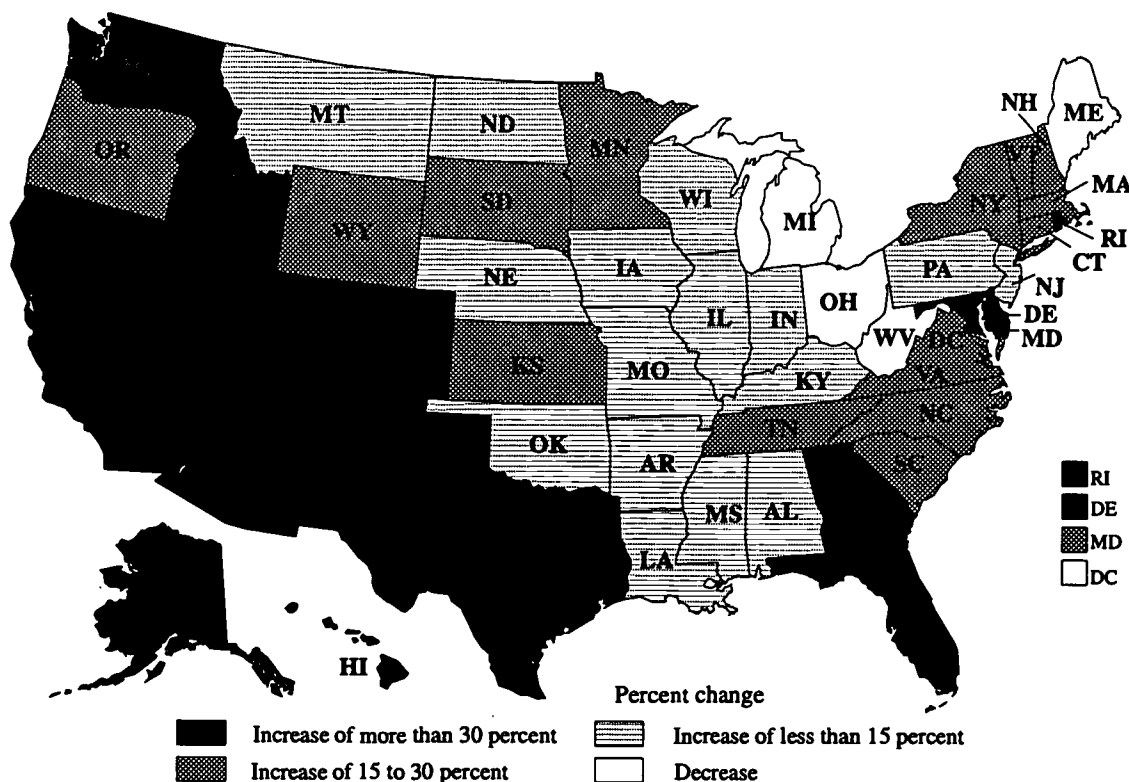 NH
ME
MT
ND
MN
OR
VT
MA
WI
SD
NY
MI
WY
RI
CT
IA
PA
NE
NJ
OH
IL
IN
DE
WV
DC
MD
KS
MO
KY
VA
NC
TN
OK
AR
SC
MS
AL
LA
RI
DE
MD
DC
HI
Percent change
Increase of more than 30 percent
Increase of less than 15 percent
Increase of 15 to 30 percent
Decrease